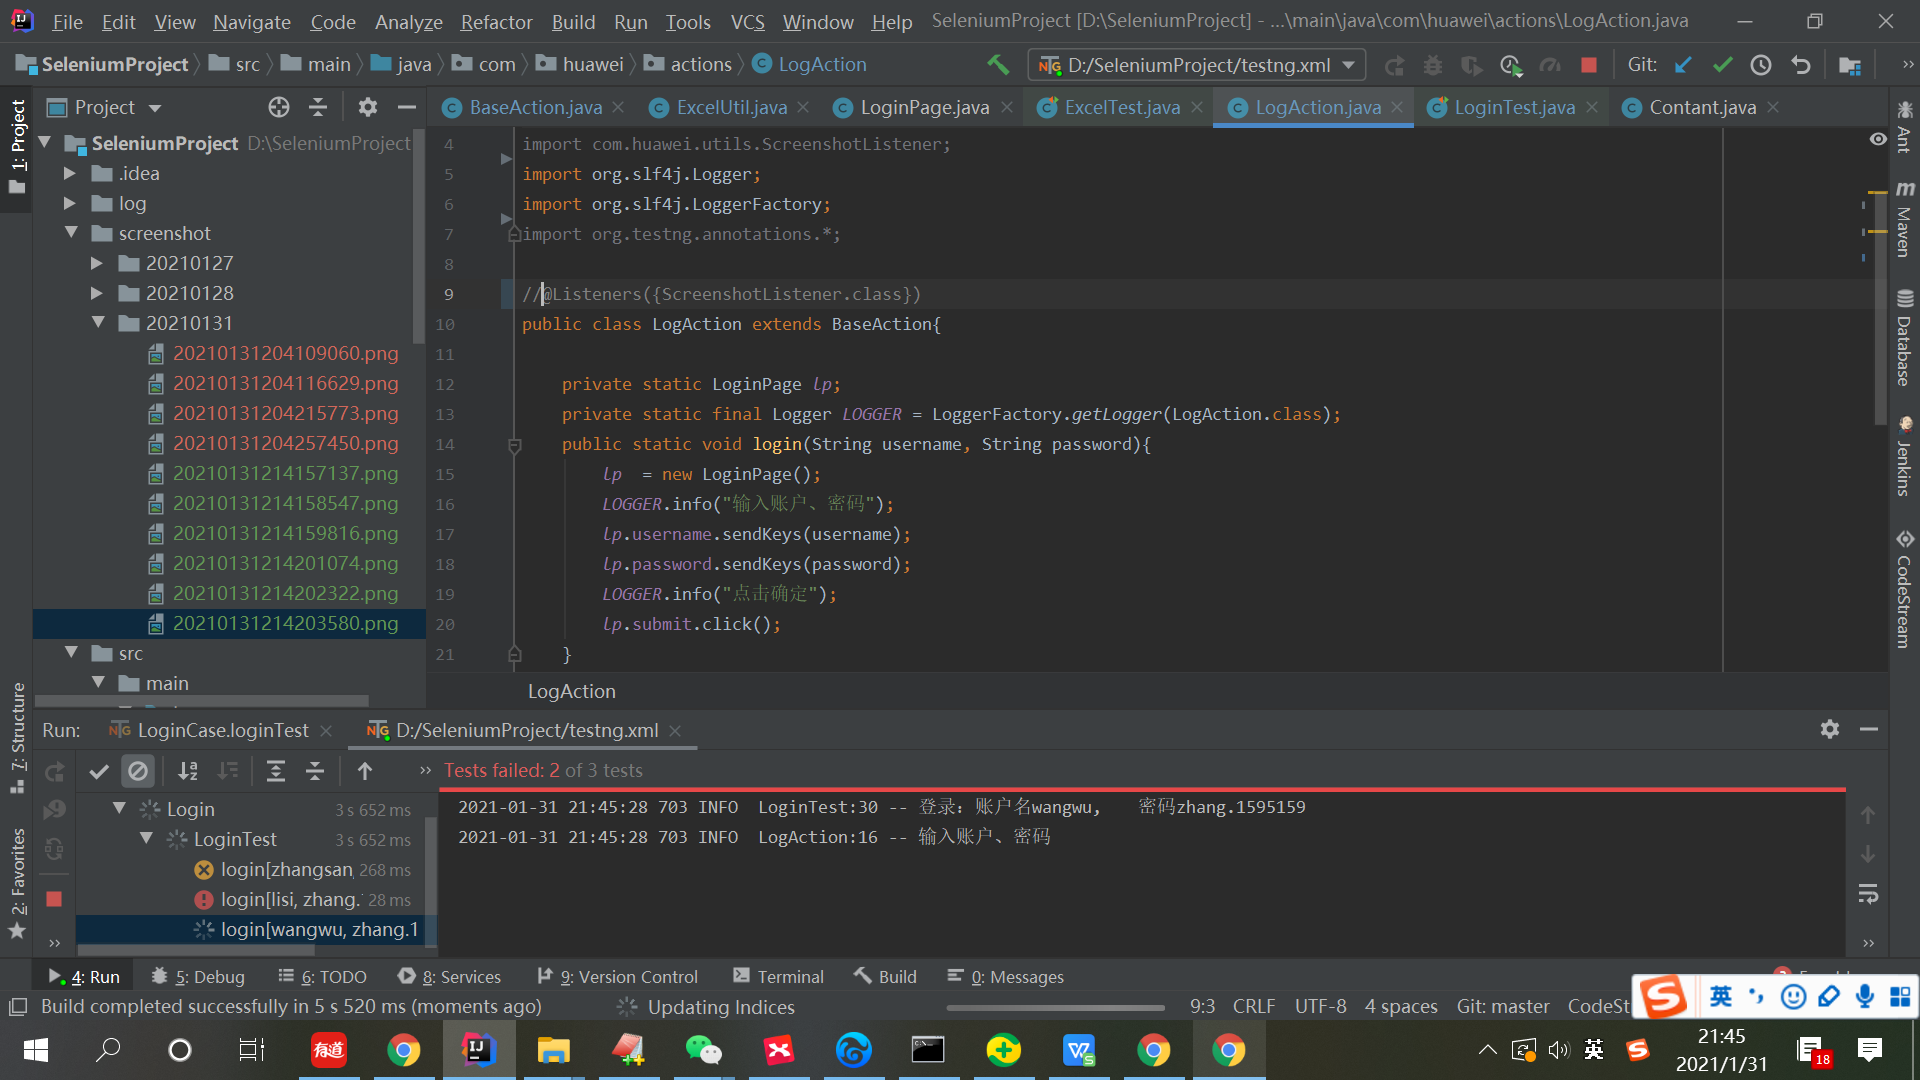 File Edit View Navigate Code Analyze Refactor Build Run Tools VCS Window Help SeleniumProject [D:\SeleniumProject] - ...\main\java\com\huawei\actions\LogAction.java
SeleniumProject src main java com huawei actions LogAction D:/SeleniumProject/testng.xml Git:
Project
BaseAction.java ExcelUtil.java LoginPage.java ExcelTest.java LogAction.java LoginTest.java Contant.java
1: Project
7: Structure
2: Favorites
SeleniumProject D:\SeleniumProject
.idea
log
screenshot
20210127
20210128
20210131
20210131204109060.png
20210131204116629.png
20210131204215773.png
20210131204257450.png
20210131214157137.png
20210131214158547.png
20210131214159816.png
20210131214201074.png
20210131214202322.png
20210131214203580.png
src
main
4 import com.huawei.utils.ScreenshotListener;
5 import org.slf4j.Logger;
6 import org.slf4j.LoggerFactory;
7 import org.testng.annotations.*;
8
9 //@Listeners({ScreenshotListener.class})
10 public class LogAction extends BaseAction{
11
12 private static LoginPage lp;
13 private static final Logger LOGGER = LoggerFactory.getLogger(LogAction.class);
14 public static void login(String username, String password){
15 lp  = new LoginPage();
16 LOGGER.info("输入账户、密码");
17 lp.username.sendKeys(username);
18 lp.password.sendKeys(password);
19 LOGGER.info("点击确定");
20 lp.submit.click();
21 }
LogAction
Ant
Maven
Database
Jenkins
CodeStream
Run: LoginCase.loginTest D:/SeleniumProject/testng.xml
Tests failed: 2 of 3 tests
Login 3 s 652 ms
LoginTest 3 s 652 ms
login[zhangsan, 268 ms
login[lisi, zhang. 28 ms
login[wangwu, zhang.1
2021-01-31 21:45:28 703 INFO  LoginTest:30 -- 登录: 账户名wangwu,   密码zhang.1595159
2021-01-31 21:45:28 703 INFO  LogAction:16 -- 输入账户、密码
4: Run 5: Debug 6: TODO 8: Services 9: Version Control Terminal Build 0: Messages
Build completed successfully in 5 s 520 ms (moments ago) Updating Indices 9:3 CRLF UTF-8 4 spaces Git: master CodeSt
英
有道
英
21:45
2021/1/31
18